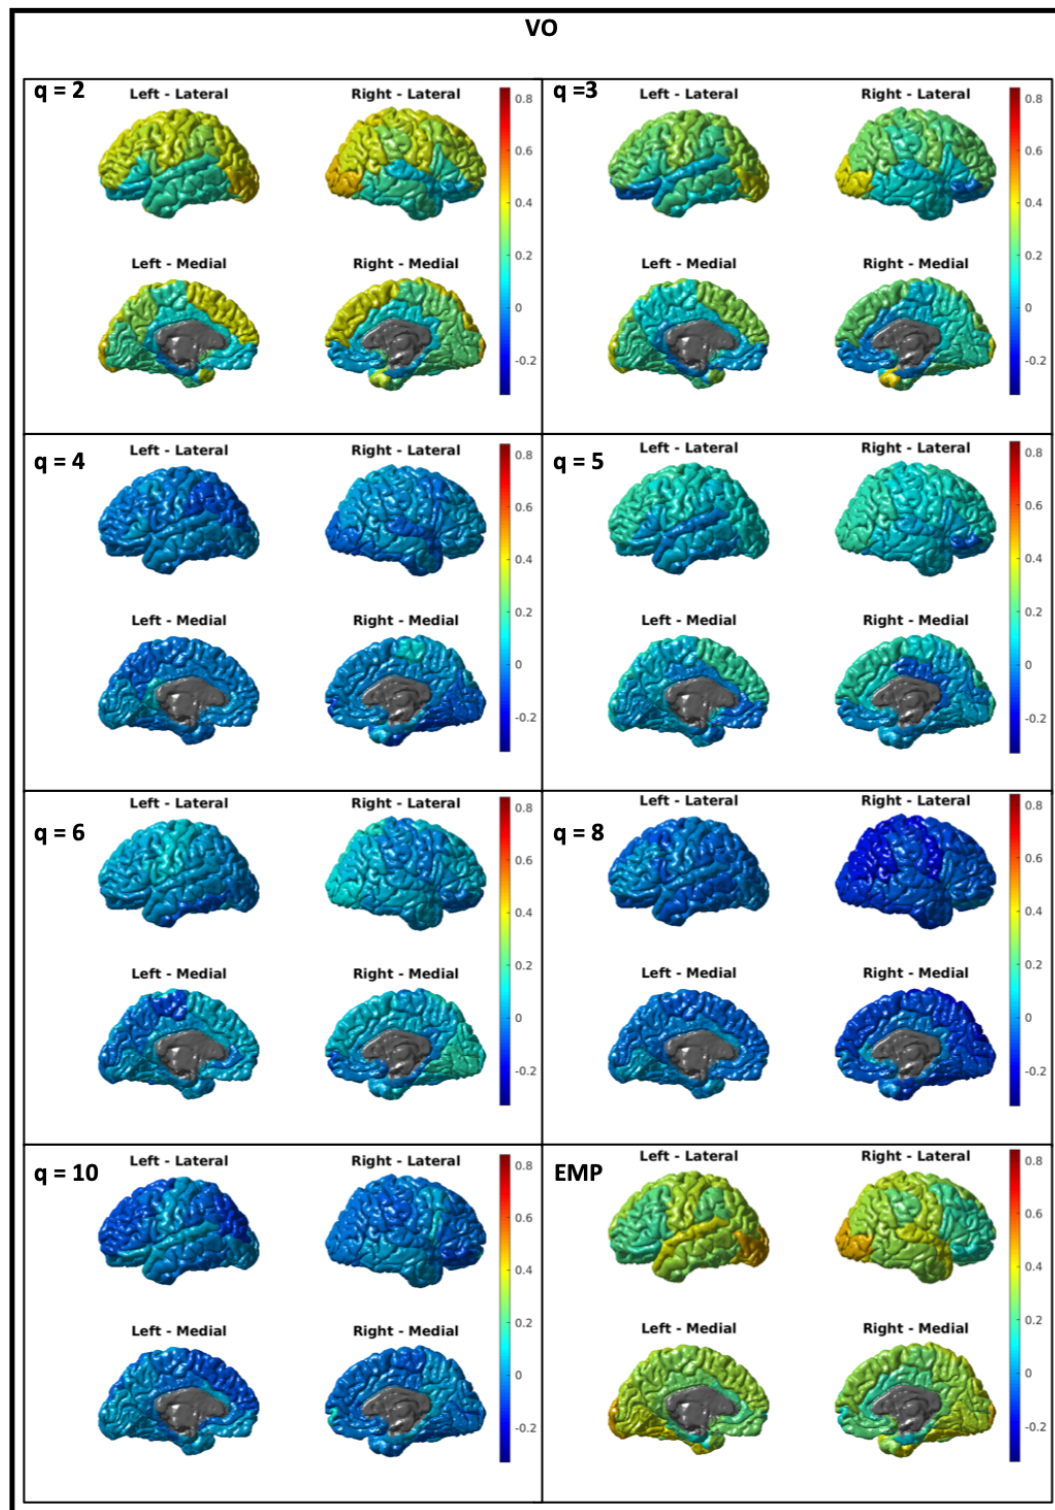 VO
q = 2
Left - Lateral
Right - Lateral
0.8
0.6
0.4
0.2
0
-0.2
Left - Medial
Right - Medial
q =3
Left - Lateral
Right - Lateral
0.8
0.6
0.4
0.2
0
-0.2
Left - Medial
Right - Medial
q = 4
Left - Lateral
Right - Lateral
0.8
0.6
0.4
0.2
0
-0.2
Left - Medial
Right - Medial
q = 5
Left - Lateral
Right - Lateral
0.8
0.6
0.4
0.2
0
-0.2
Left - Medial
Right - Medial
q = 6
Left - Lateral
Right - Lateral
0.8
0.6
0.4
0.2
0
-0.2
Left - Medial
Right - Medial
q = 8
Left - Lateral
Right - Lateral
0.8
0.6
0.4
0.2
0
-0.2
Left - Medial
Right - Medial
q = 10
Left - Lateral
Right - Lateral
0.8
0.6
0.4
0.2
0
-0.2
Left - Medial
Right - Medial
EMP
Left - Lateral
Right - Lateral
0.8
0.6
0.4
0.2
0
-0.2
Left - Medial
Right - Medial